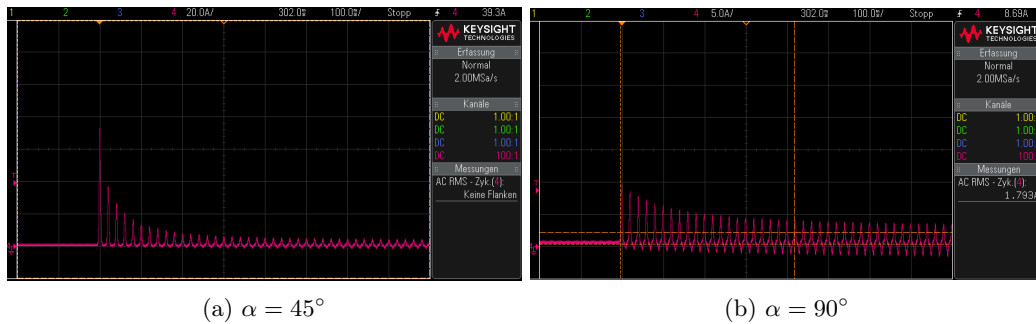 1 2 3 4 20.0A/ 302.0▒ 100.0▒/ Stopp 4 39.3A
KEYSIGHT
TECHNOLOGIES
Erfassung
Normal
2.00MSa/s
Kanäle
DC 1.00:1
DC 1.00:1
DC 1.00:1
DC 100:1
Messungen
AC RMS - Zyk.(4):
Keine Flanken
T
4
(a) α = 45°
1 2 3 4 5.0A/ 302.0▒ 100.0▒/ Stopp 4 8.69A
KEYSIGHT
TECHNOLOGIES
Erfassung
Normal
2.00MSa/s
Kanäle
DC 1.00:
DC 1.00:
DC 1.00:
DC 100:
Messungen
AC RMS - Zyk.(4):
1.793A
T
4
(b) α = 90°